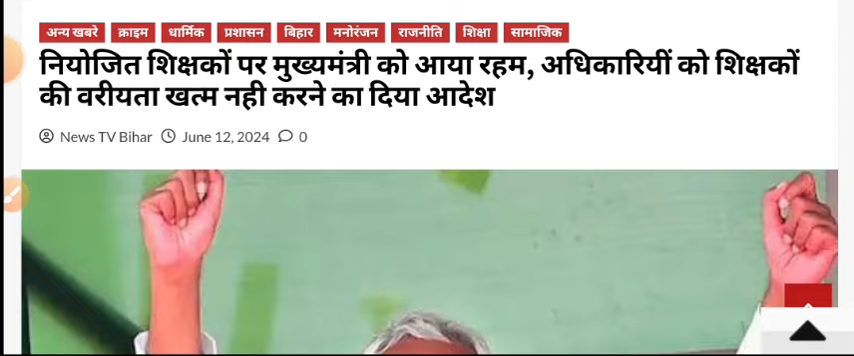 अन्य खबरे क्राइम धार्मिक प्रशासन बिहार मनोरंजन राजनीति शिक्षा सामाजिक
नियोजित शिक्षकों पर मुख्यमंत्री को आया रहम, अधिकारियीं को शिक्षकों
की वरीयता खत्म नही करने का दिया आदेश
News TV Bihar June 12, 2024 0